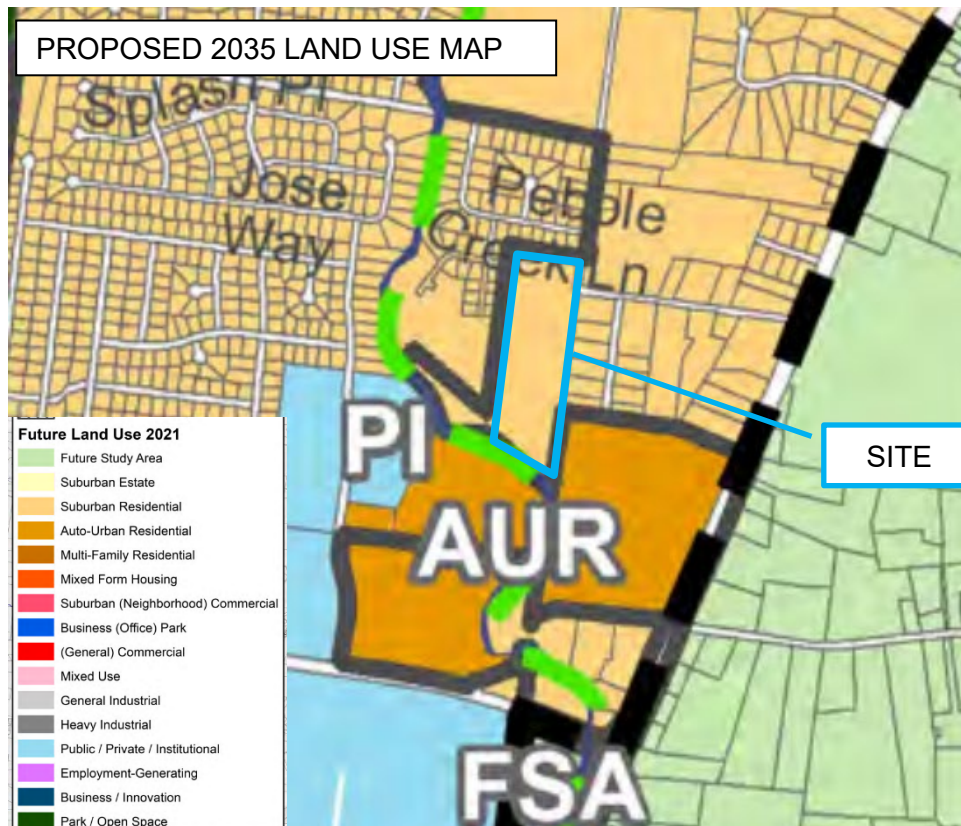 PROPOSED 2035 LAND USE MAP
Splash Pl
Jose
Way
Pebble
Creek Ln
PI
AUR
SITE
FSA
Future Land Use 2021
Future Study Area
Suburban Estate
Suburban Residential
Auto-Urban Residential
Multi-Family Residential
Mixed Form Housing
Suburban (Neighborhood) Commercial
Business (Office) Park
(General) Commercial
Mixed Use
General Industrial
Heavy Industrial
Public / Private / Institutional
Employment-Generating
Business / Innovation
Park / Open Space